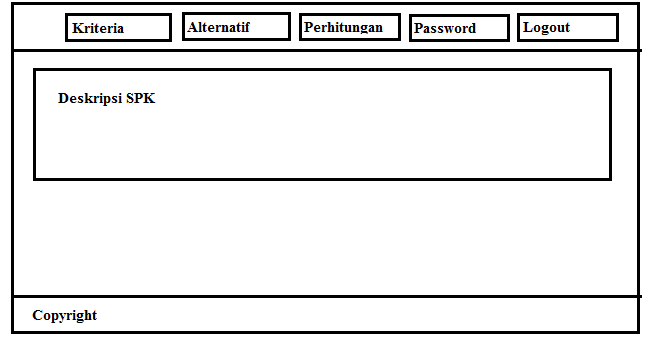 Kriteria Alternatif Perhitungan Password Logout
Deskripsi SPK
Copyright